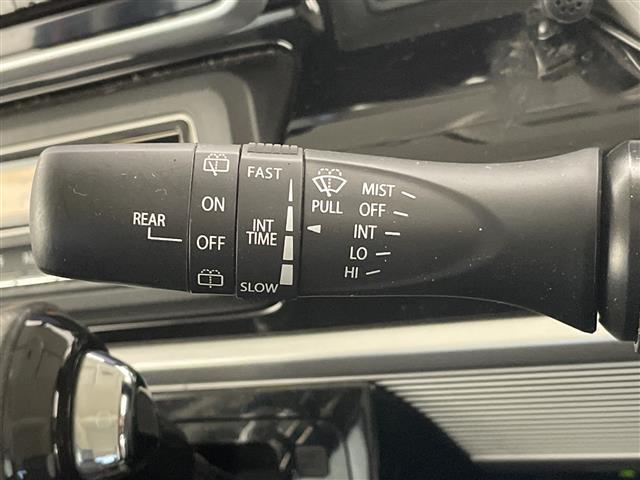 REAR
ON
OFF
FAST
INT
TIME
SLOW
PULL
MIST
OFF
INT
LO
HI